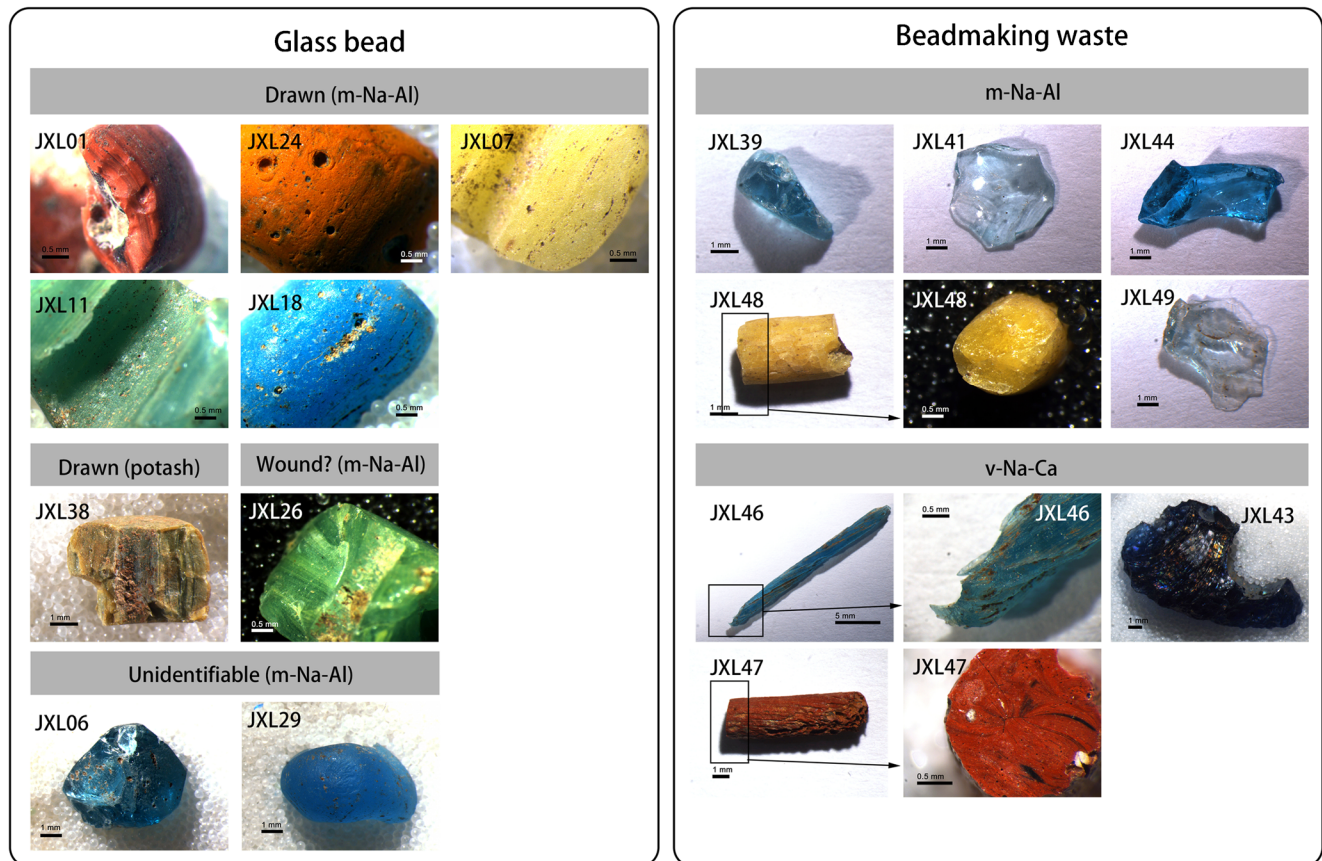 Glass bead
Drawn (m-Na-Al)
JXL01
0.5 mm
JXL24
0.5 mm
JXL07
0.5 mm
JXL11
0.5 mm
JXL18
0.5 mm
Drawn (potash)
Wound? (m-Na-Al)
JXL38
1 mm
JXL26
0.5 mm
Unidentifiable (m-Na-Al)
JXL06
1 mm
JXL29
1 mm
Beadmaking waste
m-Na-Al
JXL39
1 mm
JXL41
1 mm
JXL44
1 mm
JXL48
1 mm
JXL48
0.5 mm
JXL49
1 mm
v-Na-Ca
JXL46
5 mm
0.5 mm
JXL46
JXL43
1 mm
JXL47
1 mm
JXL47
0.5 mm